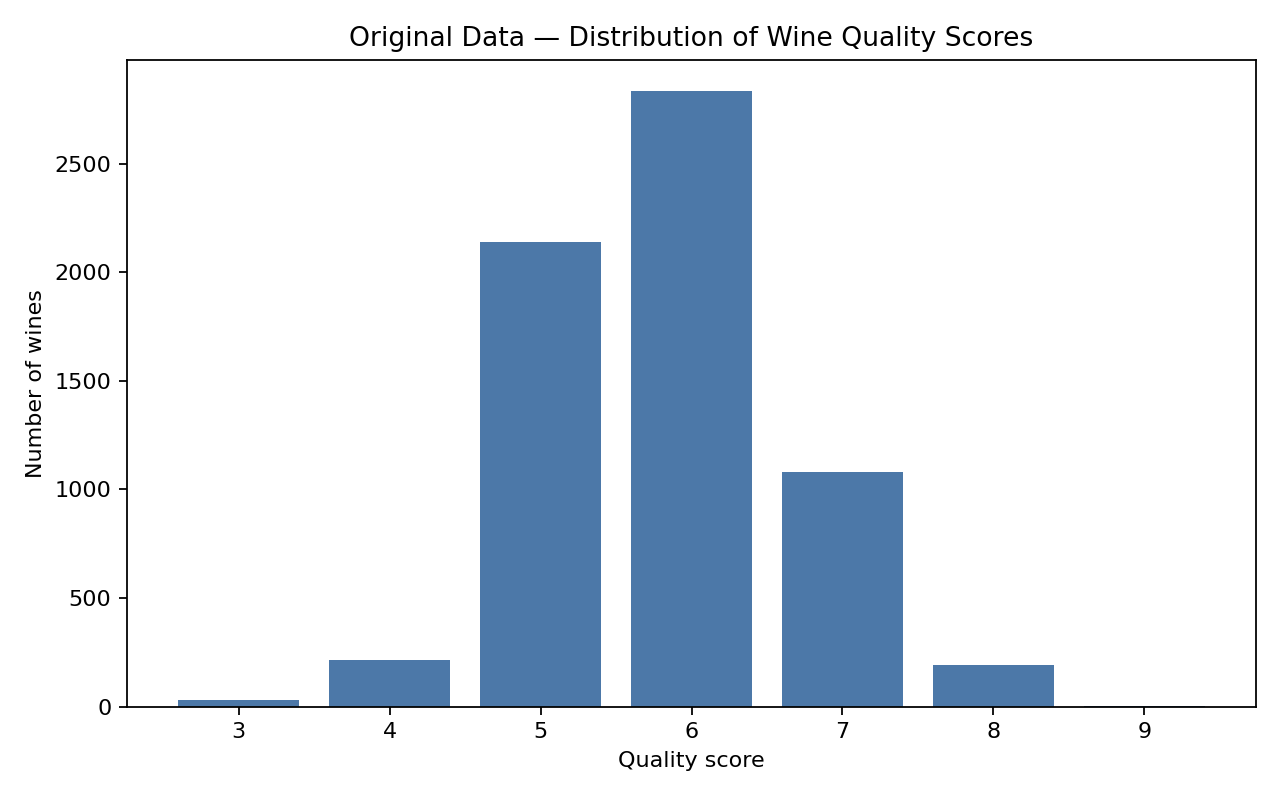 Original Data — Distribution of Wine Quality Scores
Number of wines
2500
2000
1500
1000
500
0
3 4 5 6 7 8 9
Quality score